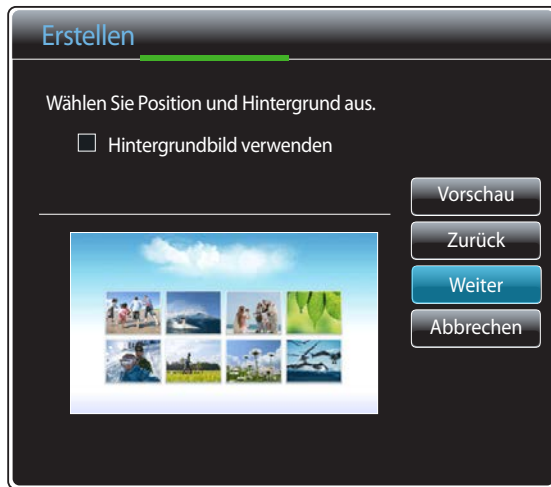 Erstellen
Wählen Sie Position und Hintergrund aus.
Hintergrundbild verwenden
Vorschau
Zurück
Weiter
Abbrechen